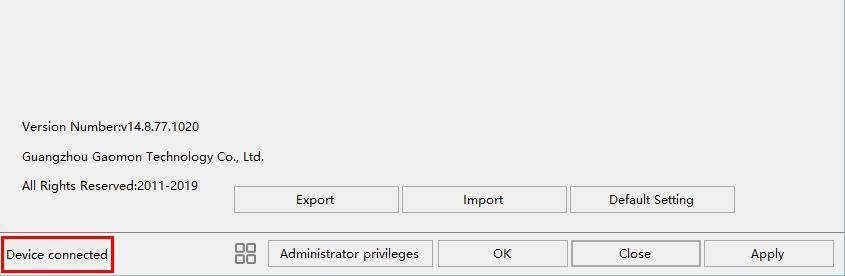 Version Number:v14.8.77.1020
Guangzhou Gaomon Technology Co., Ltd.
All Rights Reserved:2011-2019
Export Import Default Setting
Device connected Administrator privileges OK Close Apply